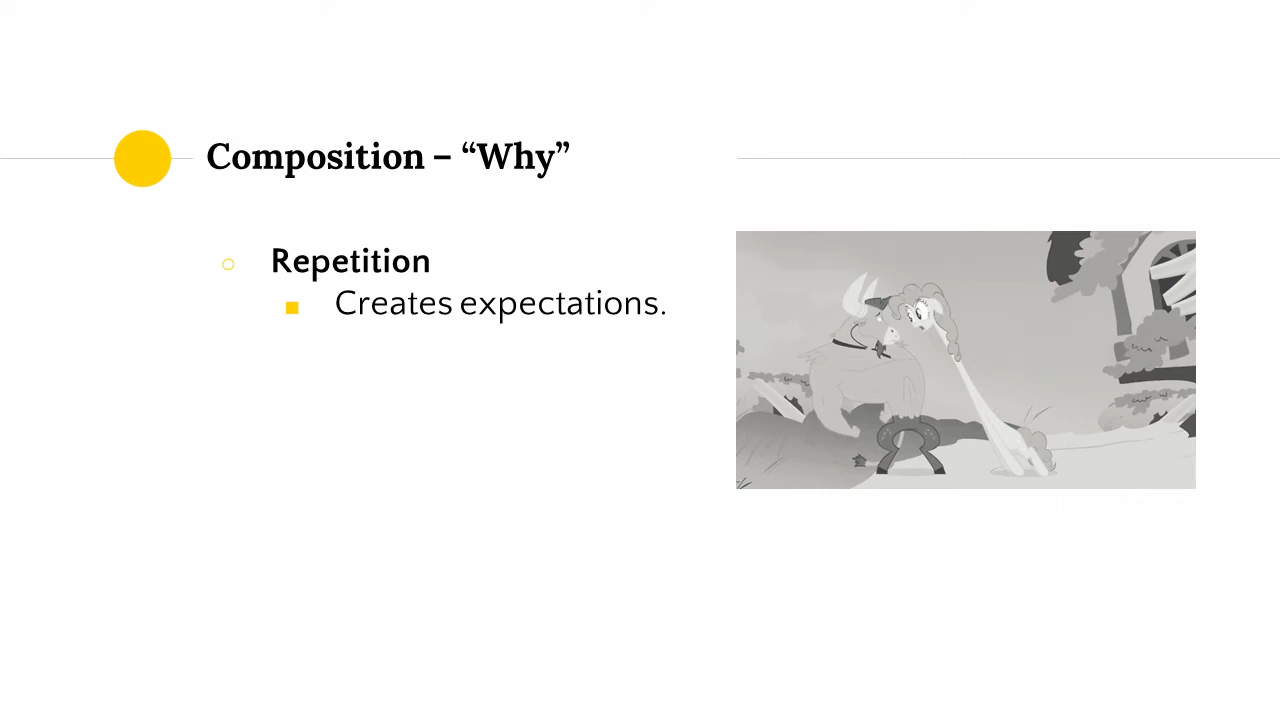 Composition – “Why”
Repetition
Creates expectations.